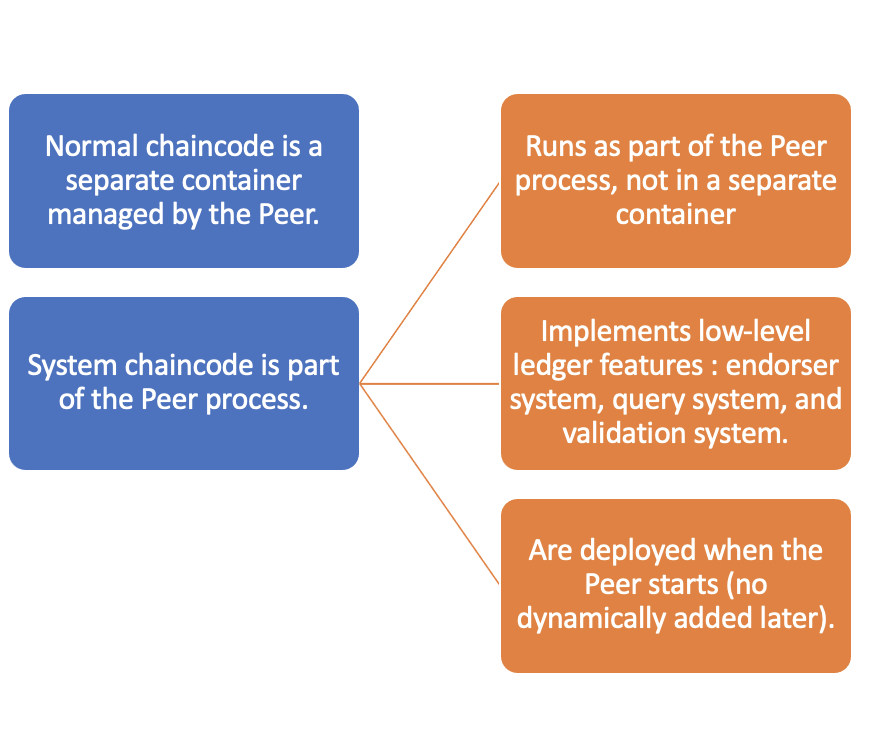 Normal chaincode is a
separate container
managed by the Peer.
System chaincode is part
of the Peer process.
Runs as part of the Peer
process, not in a separate
container
Implements low-level
ledger features : endorser
system, query system, and
validation system.
Are deployed when the
Peer starts (no
dynamically added later).